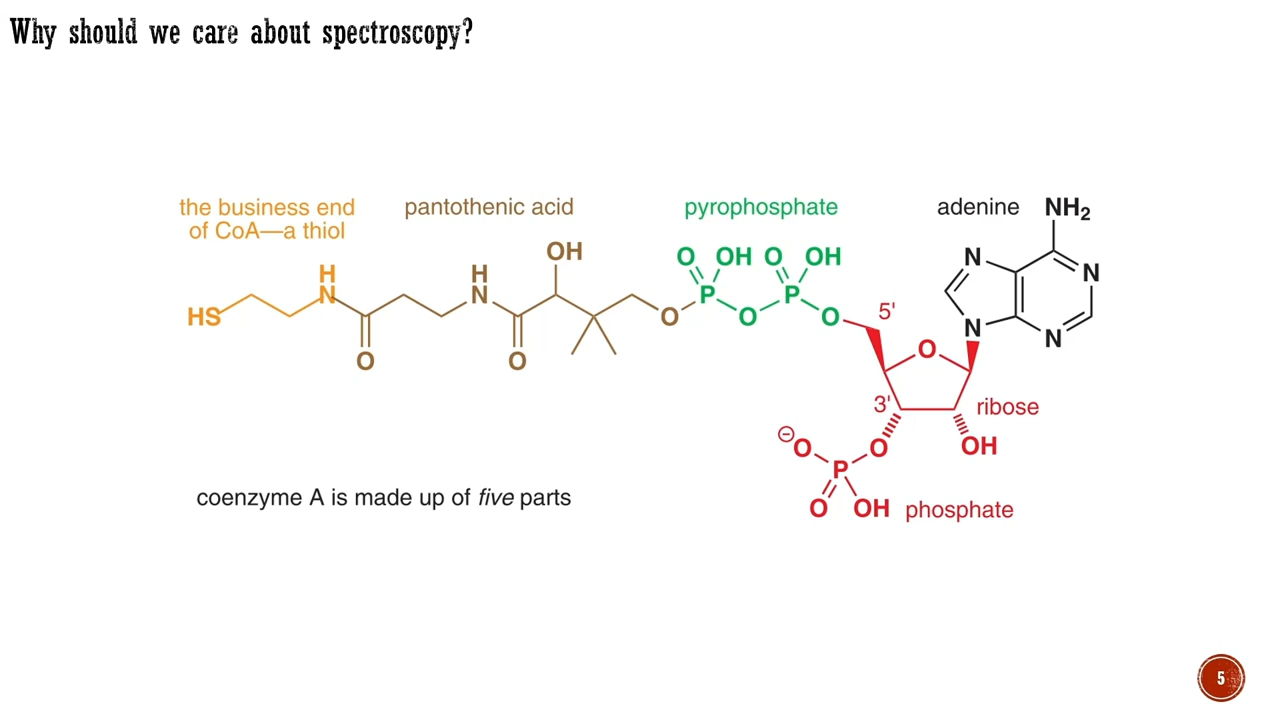 Why should we care about spectroscopy?
the business end
of CoA—a thiol
pantothenic acid
pyrophosphate
adenine
NH2
OH
O
OH
O
OH
H
N
H
N
HS
O
O
O
P
O
P
O
N
N
N
N
5'
O
3'
ribose
⊖O
O
OH
P
O
OH
phosphate
coenzyme A is made up of five parts
5